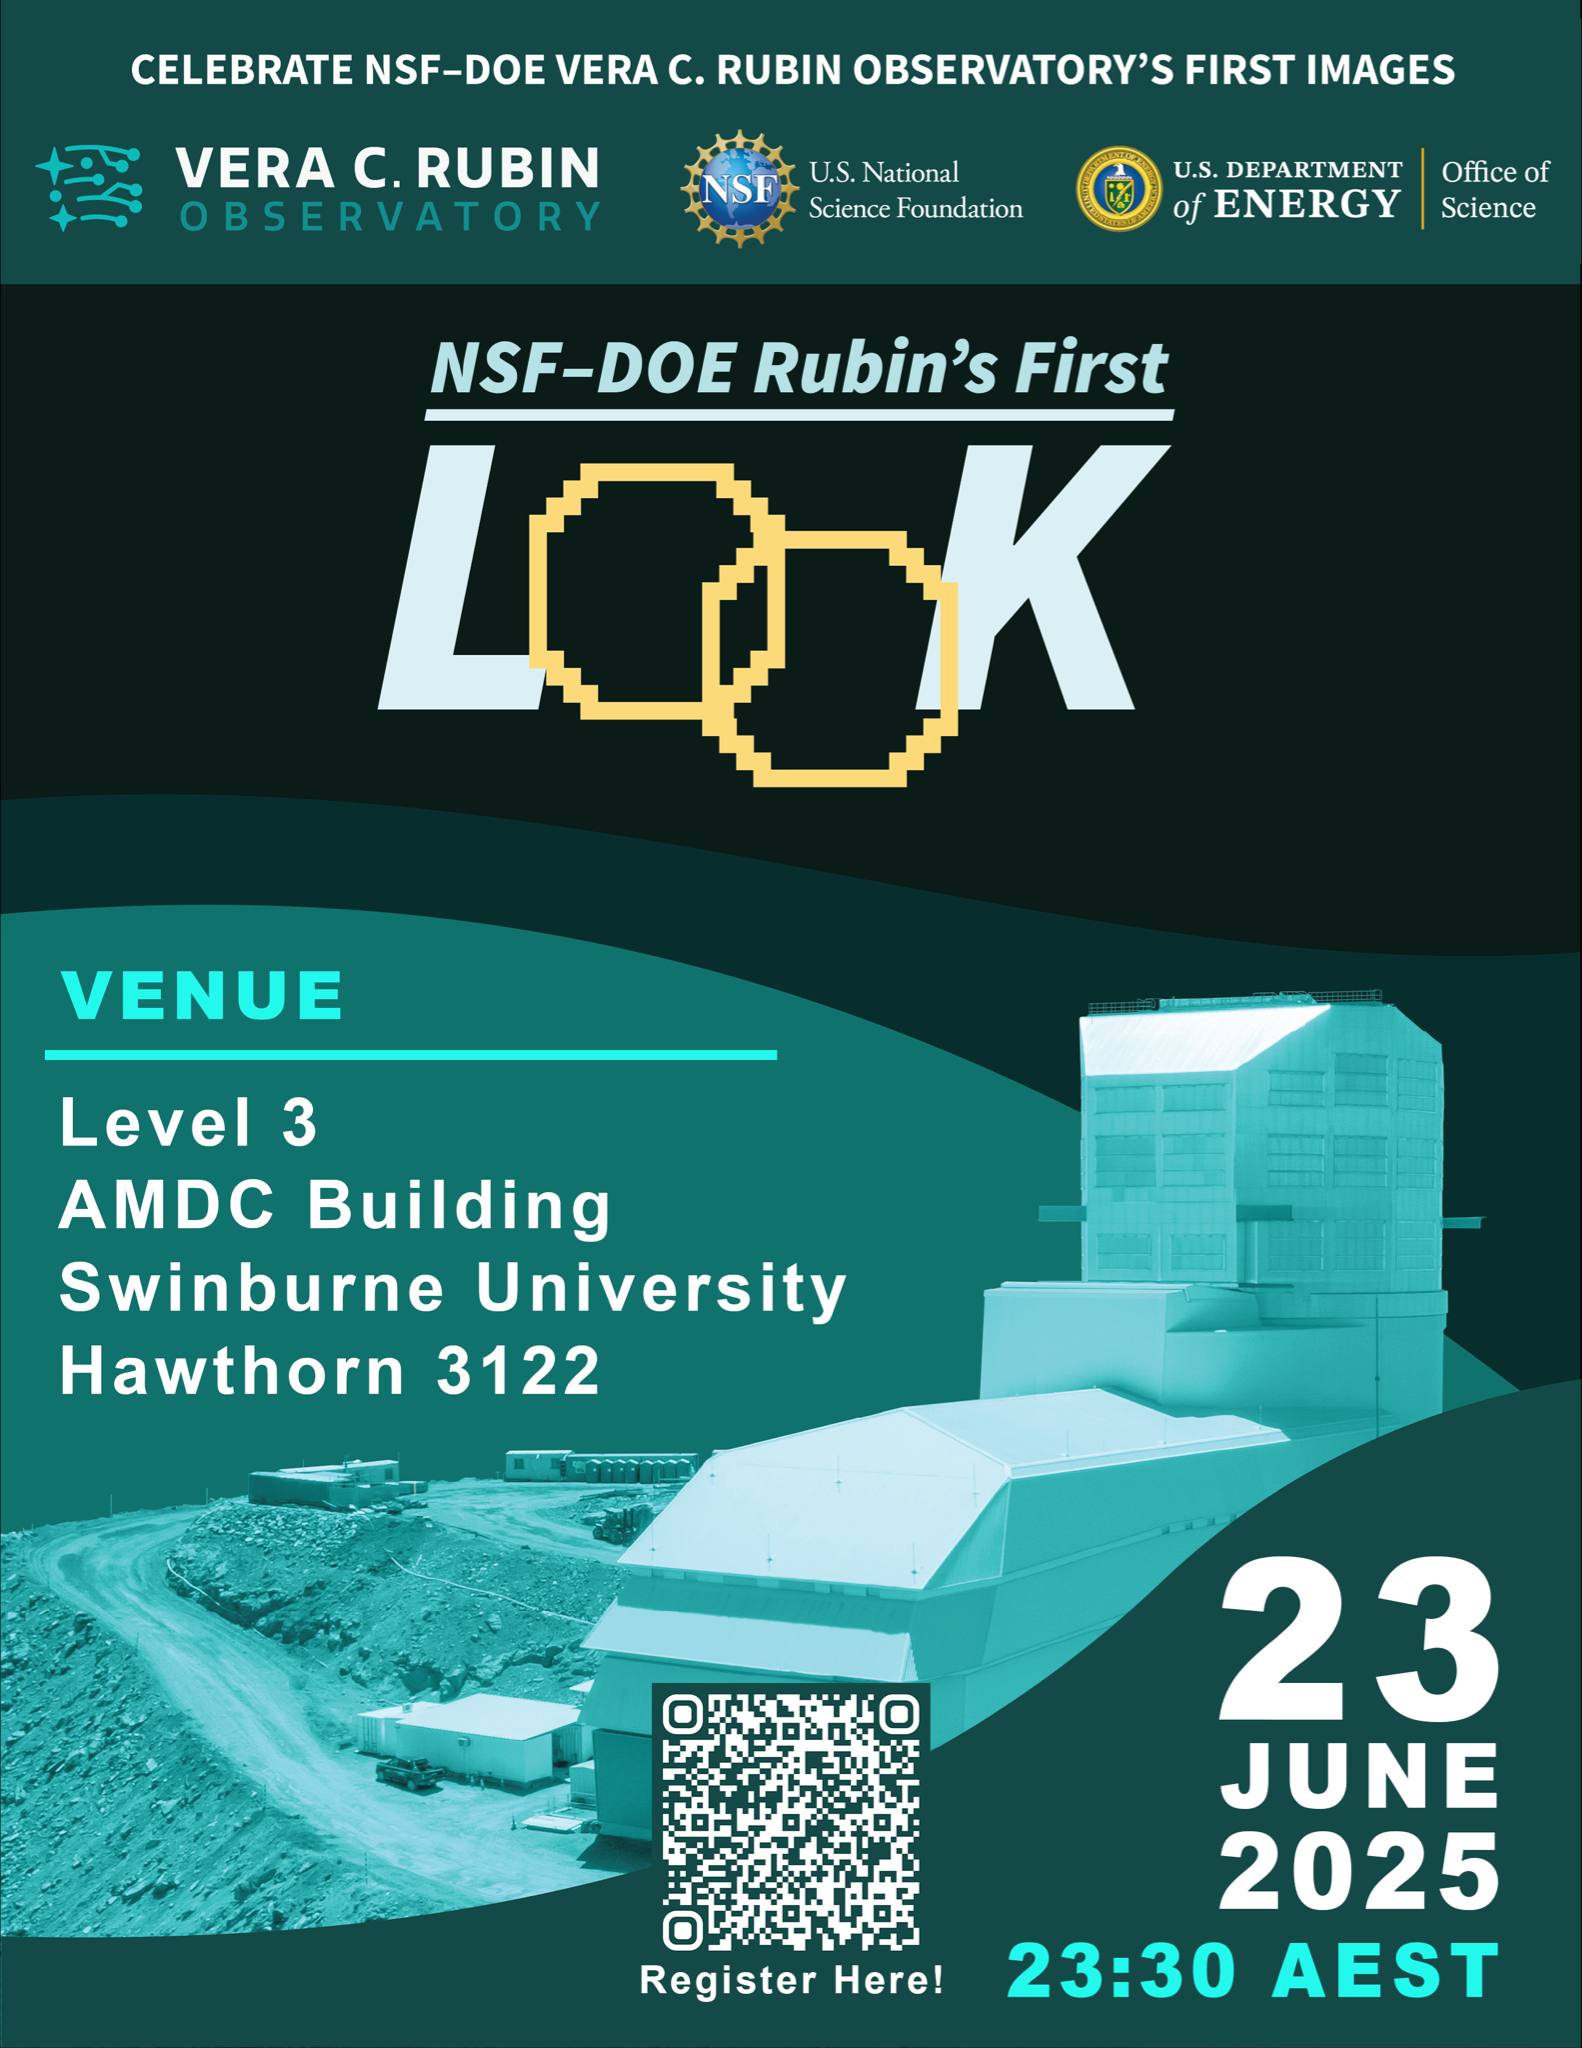 CELEBRATE NSF–DOE VERA C. RUBIN OBSERVATORY’S FIRST IMAGES
VERA C. RUBIN
OBSERVATORY
NSF
U.S. National
Science Foundation
U.S. DEPARTMENT
of ENERGY
Office of
Science
NSF–DOE Rubin’s First
LOOK
VENUE
Level 3
AMDC Building
Swinburne University
Hawthorn 3122
23
JUNE
2025
23:30 AEST
Register Here!